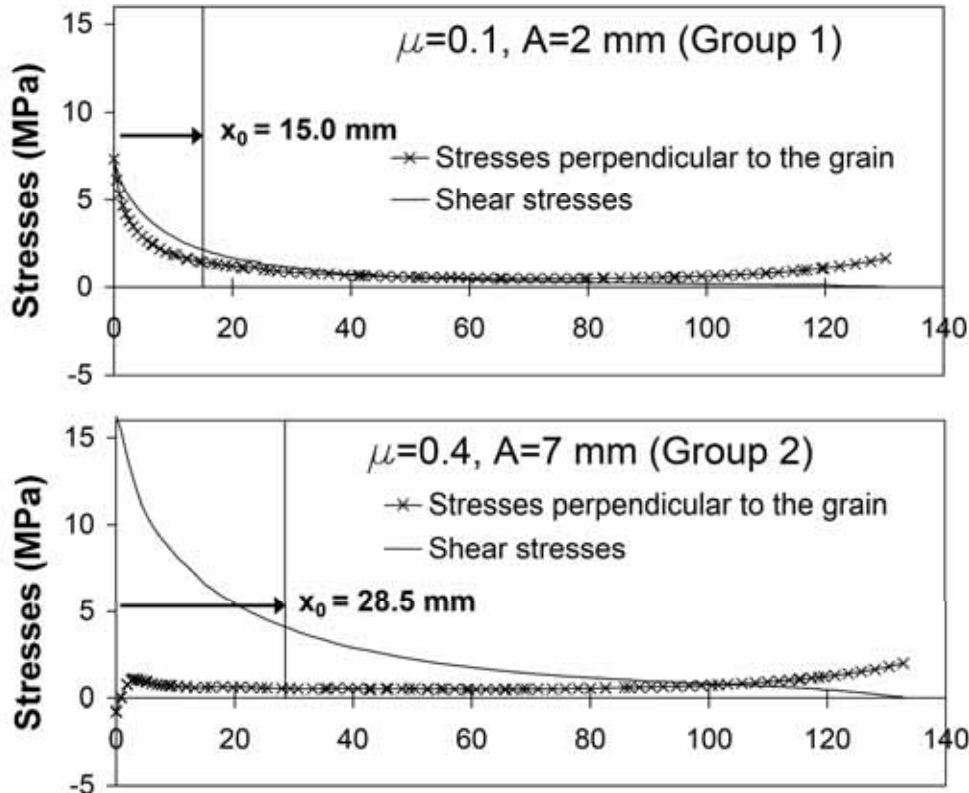 μ=0.1, A=2 mm (Group 1)
15
10
5
0
-5
Stresses (MPa)
x0 = 15.0 mm
Stresses perpendicular to the grain
Shear stresses
0 20 40 60 80 100 120 140
μ=0.4, A=7 mm (Group 2)
15
10
5
0
-5
Stresses (MPa)
Stresses perpendicular to the grain
Shear stresses
x0 = 28.5 mm
0 20 40 60 80 100 120 140